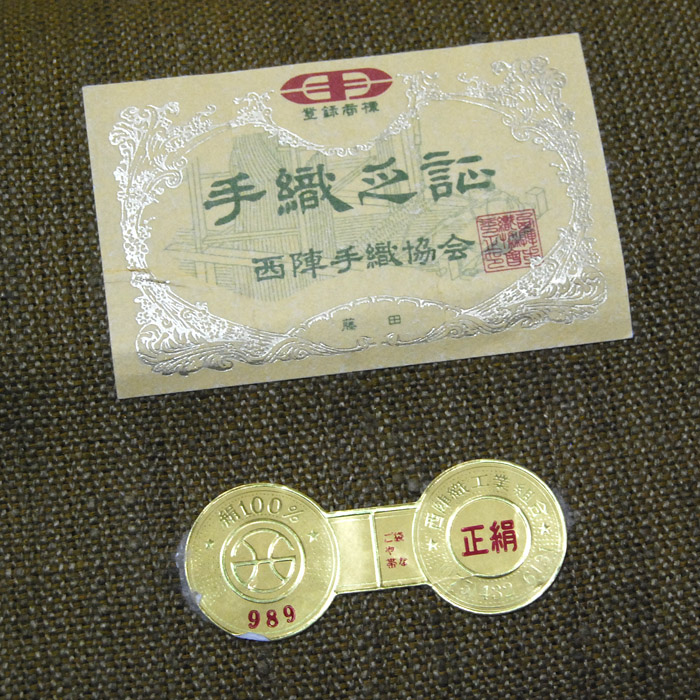 登録商標
手織之証
西陣手織協会
藤田
絹100%
989
袋なごや帯
西陣織工業組合
正絹